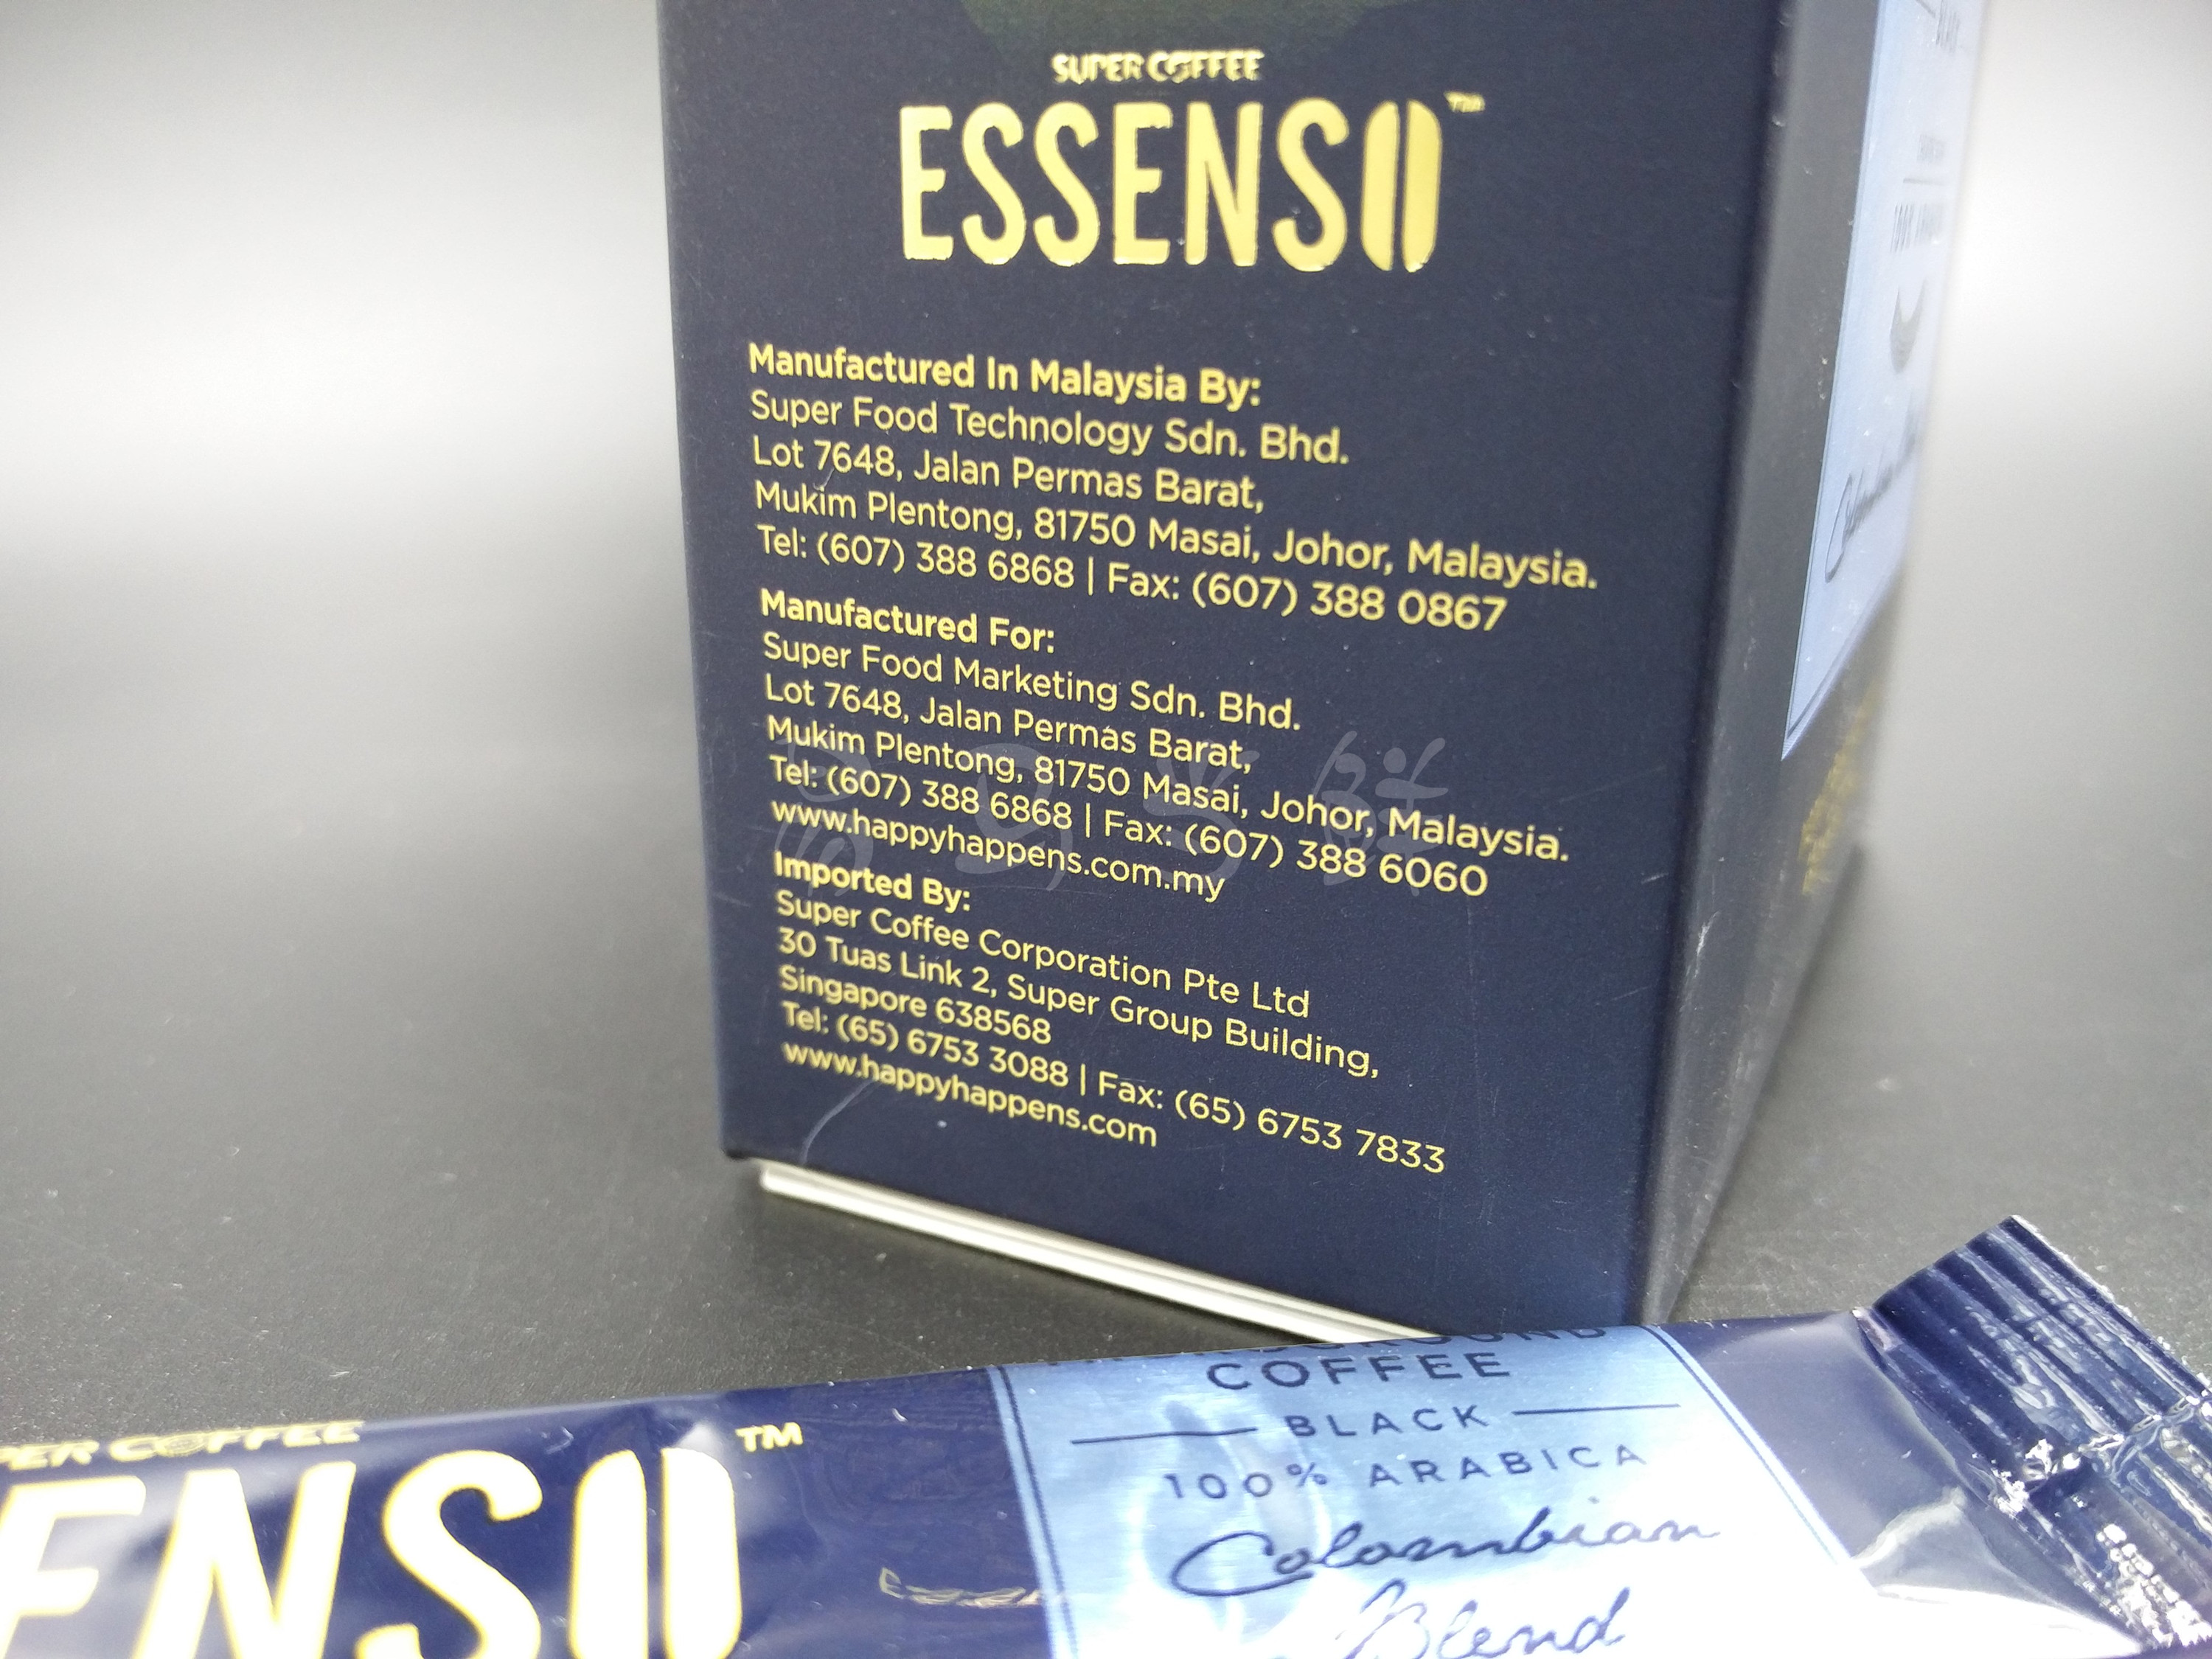 SUPER COFFEE
ESSENSO™
Manufactured In Malaysia By:
Super Food Technology Sdn. Bhd.
Lot 7648, Jalan Permas Barat,
Mukim Plentong, 81750 Masai, Johor, Malaysia.
Tel: (607) 388 6868 | Fax: (607) 388 0867
Manufactured For:
Super Food Marketing Sdn. Bhd.
Lot 7648, Jalan Permas Barat,
Mukim Plentong, 81750 Masai, Johor, Malaysia.
Tel: (607) 388 6868 | Fax: (607) 388 6060
www.happyhappens.com.my
Imported By:
Super Coffee Corporation Pte Ltd
30 Tuas Link 2, Super Group Building,
Singapore 638568
Tel: (65) 6753 3088 | Fax: (65) 6753 7833
www.happyhappens.com
PER COFFEE
ENSO™
COFFEE
BLACK
100% ARABICA
Colombian
Blend